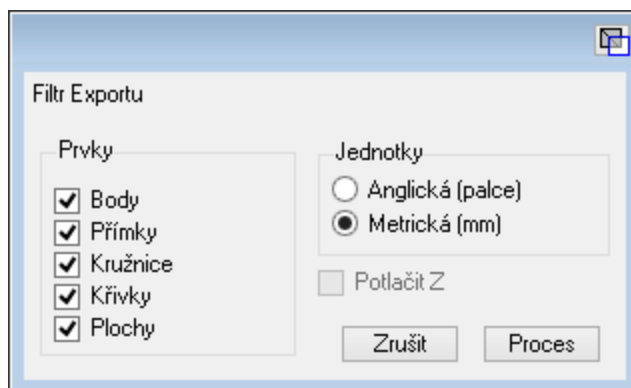 Filtr Exportu
Prvky
Body
Přímky
Kružnice
Křivky
Plochy
Jednotky
Anglická (palce)
Metrická (mm)
Potlačit Z
Zrušit
Proces